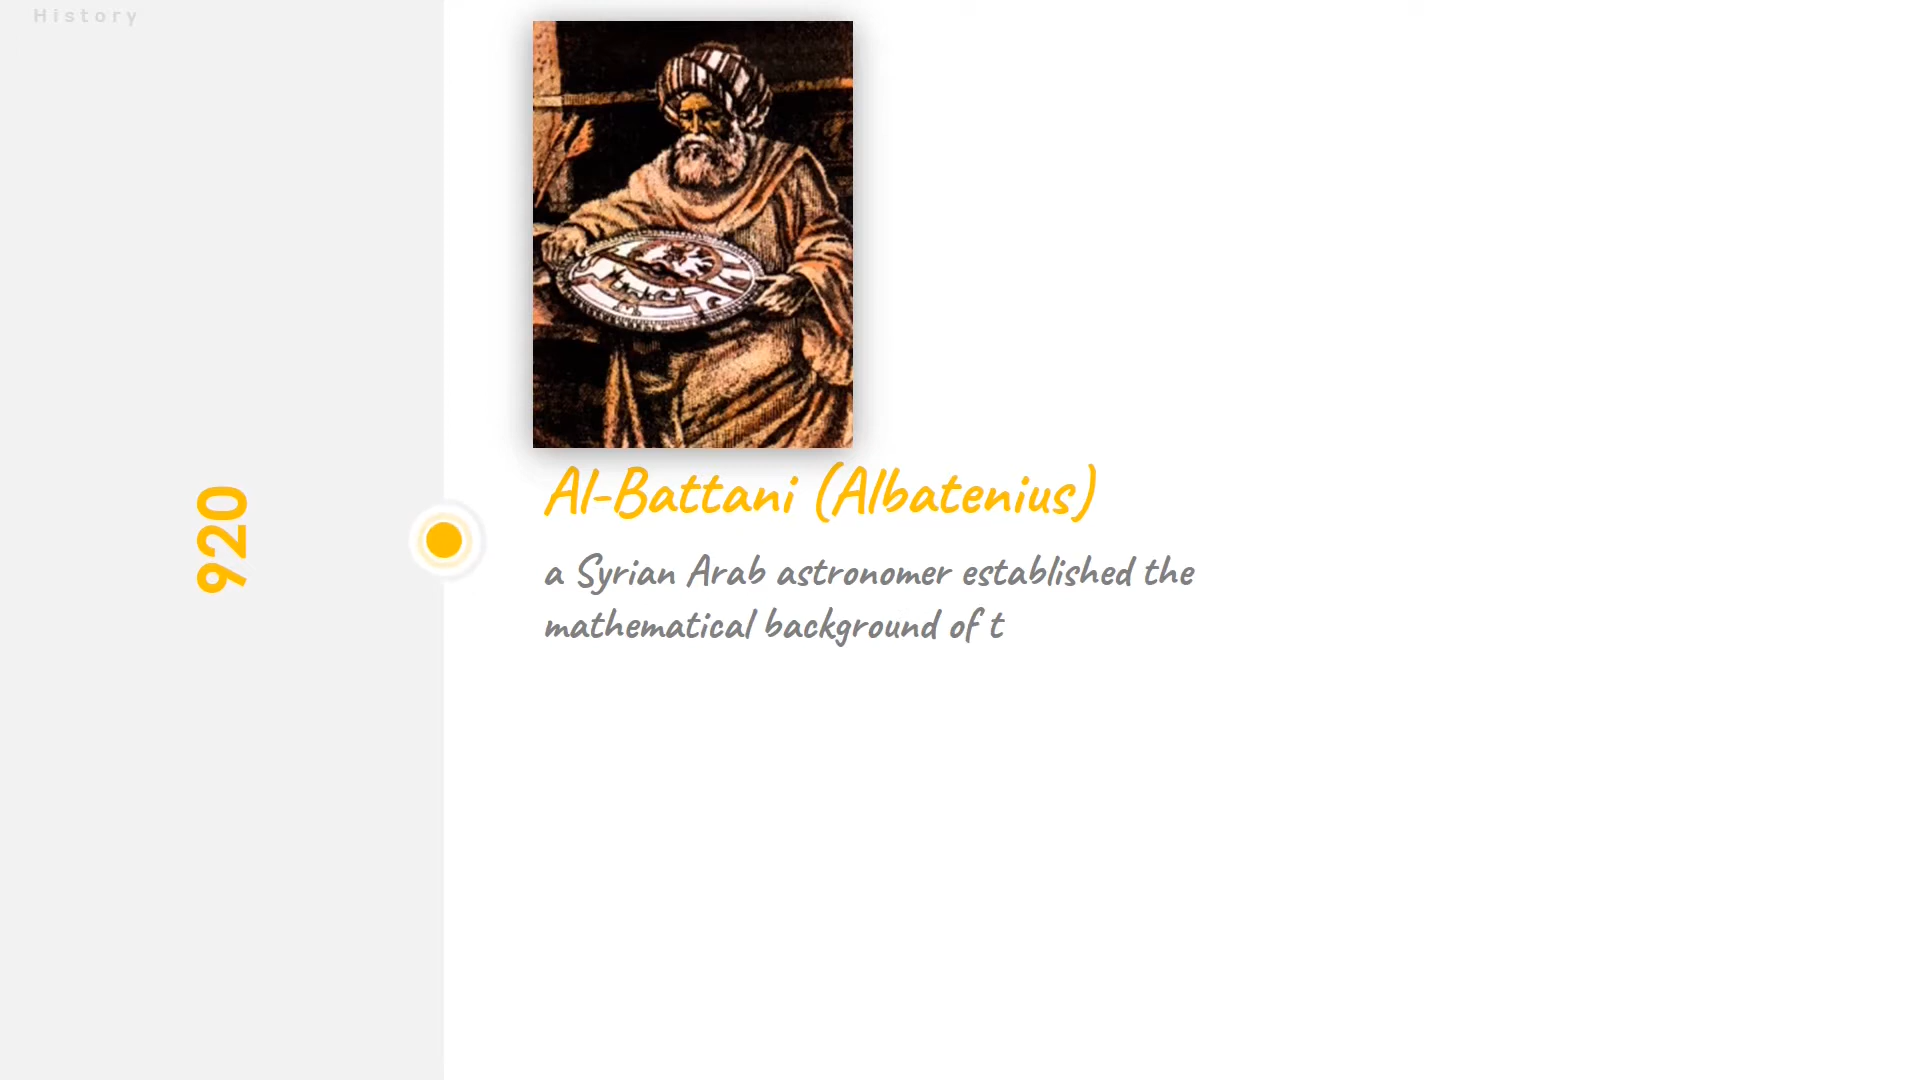 History
920
Al-Battani (Albatenius)
a Syrian Arab astronomer established the
mathematical background of t